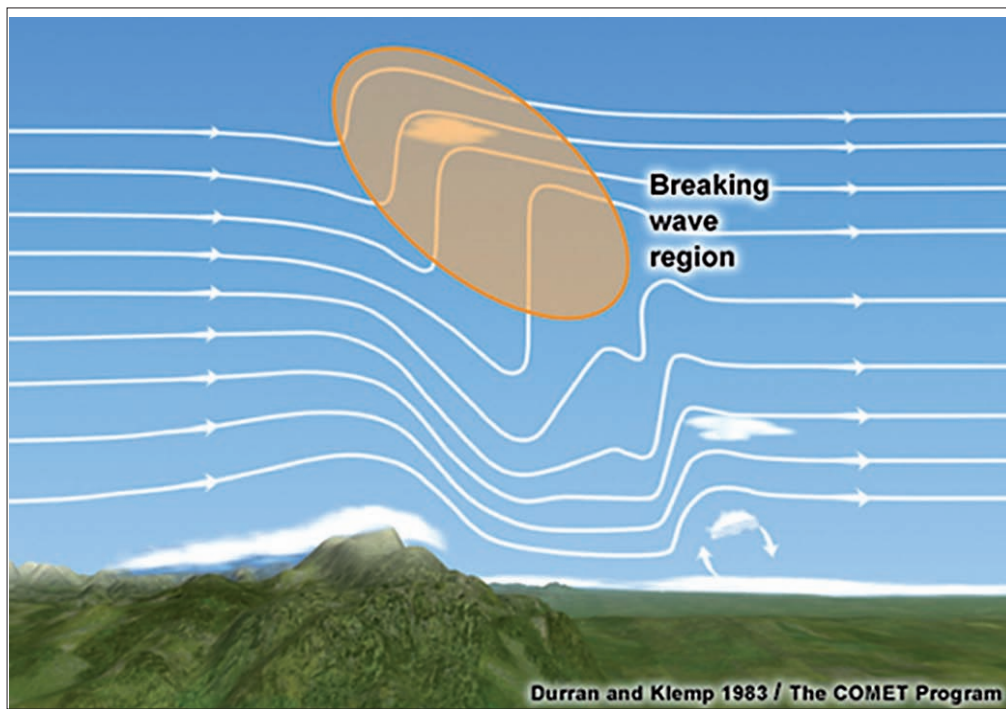 Breaking
wave
region
Durran and Klemp 1983 / The COMET Program